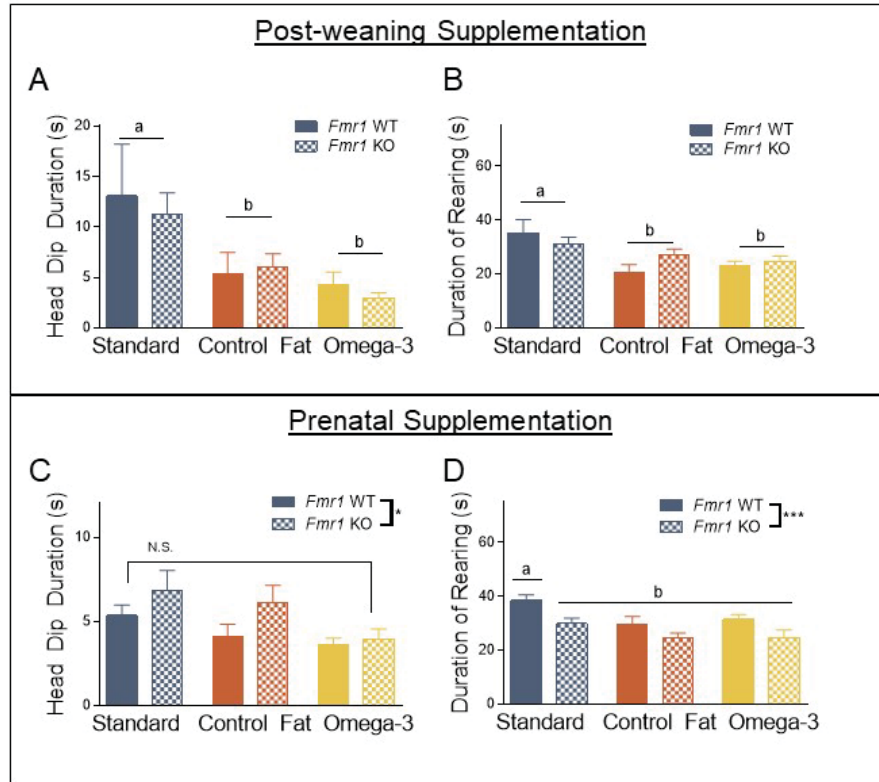 Post-weaning Supplementation
A
Head Dip Duration (s)
20
15
10
5
0
a
b
b
Fmr1 WT
Fmr1 KO
Standard Control Fat Omega-3
B
Duration of Rearing (s)
60
40
20
0
a
b
b
Fmr1 WT
Fmr1 KO
Standard Control Fat Omega-3
Prenatal Supplementation
C
Head Dip Duration (s)
10
5
0
N.S.
Fmr1 WT
Fmr1 KO
*
Standard Control Fat Omega-3
D
Duration of Rearing (s)
60
40
20
0
a
b
Fmr1 WT
Fmr1 KO
***
Standard Control Fat Omega-3